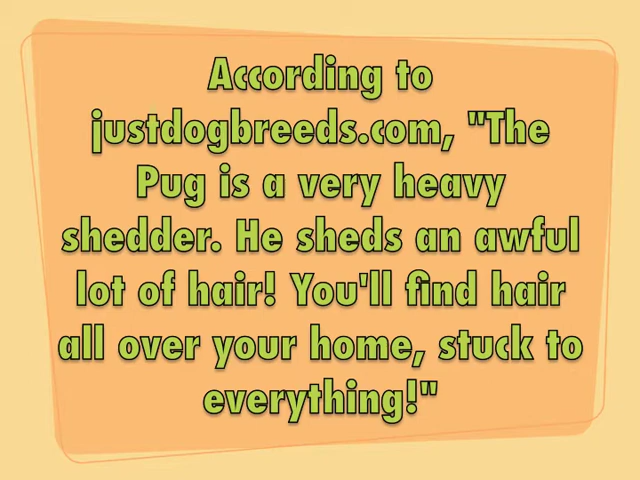 According to
justdogbreeds.com, "The
Pug is a very heavy
shedder. He sheds an awful
lot of hair! You'll find hair
all over your home, stuck to
everything!"